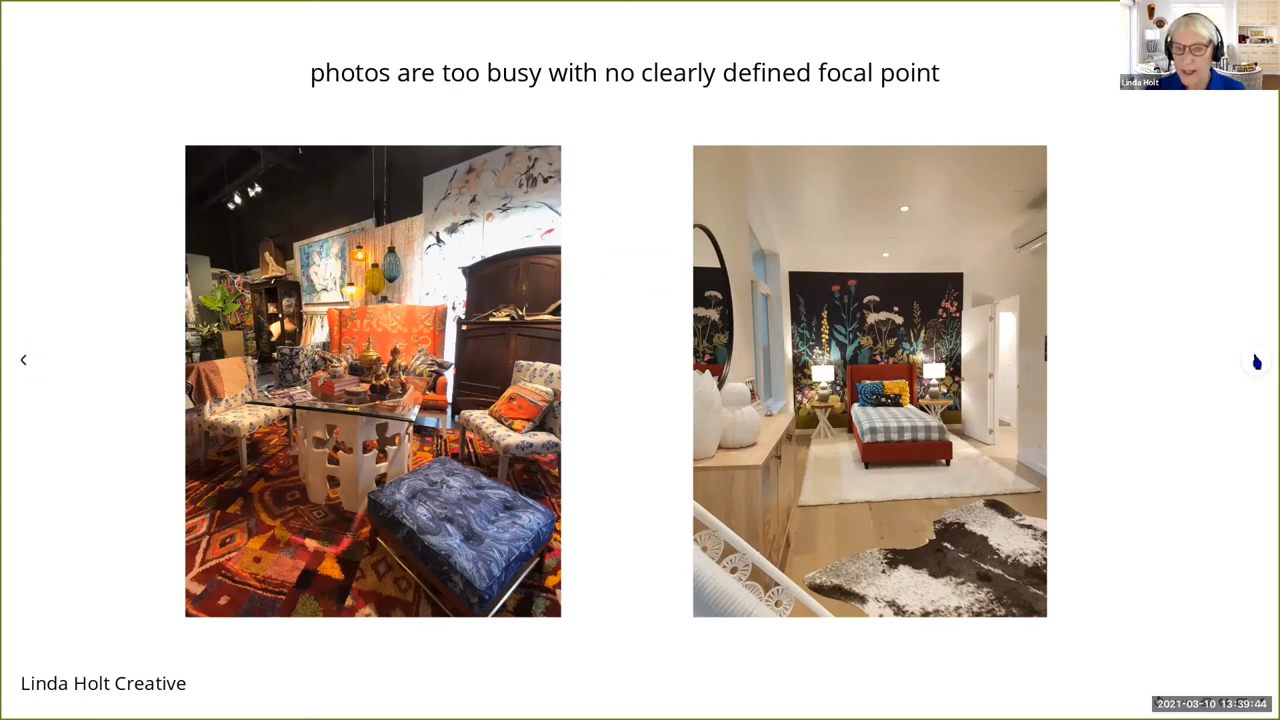 photos are too busy with no clearly defined focal point
Linda Holt
Linda Holt Creative
2021-03-10 13:39:44